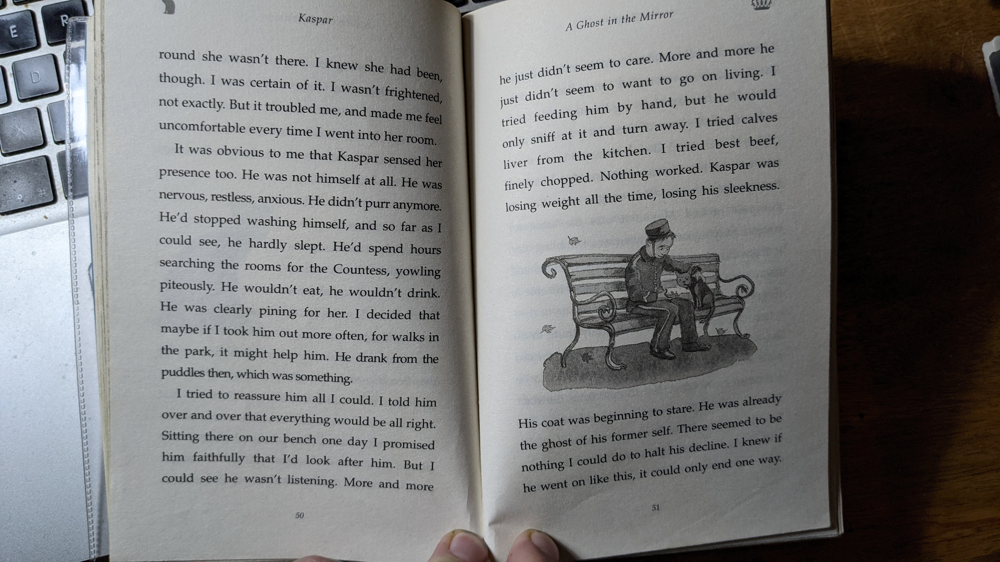 E
R
D
X
⌘
Kaspar
round she wasn't there. I knew she had been,
though. I was certain of it. I wasn't frightened,
not exactly. But it troubled me, and made me feel
uncomfortable every time I went into her room.
It was obvious to me that Kaspar sensed her
presence too. He was not himself at all. He was
nervous, restless, anxious. He didn't purr anymore.
He'd stopped washing himself, and so far as I
could see, he hardly slept. He'd spend hours
searching the rooms for the Countess, yowling
piteously. He wouldn't eat, he wouldn't drink.
He was clearly pining for her. I decided that
maybe if I took him out more often, for walks in
the park, it might help him. He drank from the
puddles then, which was something.
I tried to reassure him all I could. I told him
over and over that everything would be all right.
Sitting there on our bench one day I promised
him faithfully that I'd look after him. But I
could see he wasn't listening. More and more
50
A Ghost in the Mirror
he just didn't seem to care. More and more he
just didn't seem to want to go on living. I
tried feeding him by hand, but he would
only sniff at it and turn away. I tried calves
liver from the kitchen. I tried best beef,
finely chopped. Nothing worked. Kaspar was
losing weight all the time, losing his sleekness.
His coat was beginning to stare. He was already
the ghost of his former self. There seemed to be
nothing I could do to halt his decline. I knew if
he went on like this, it could only end one way.
51